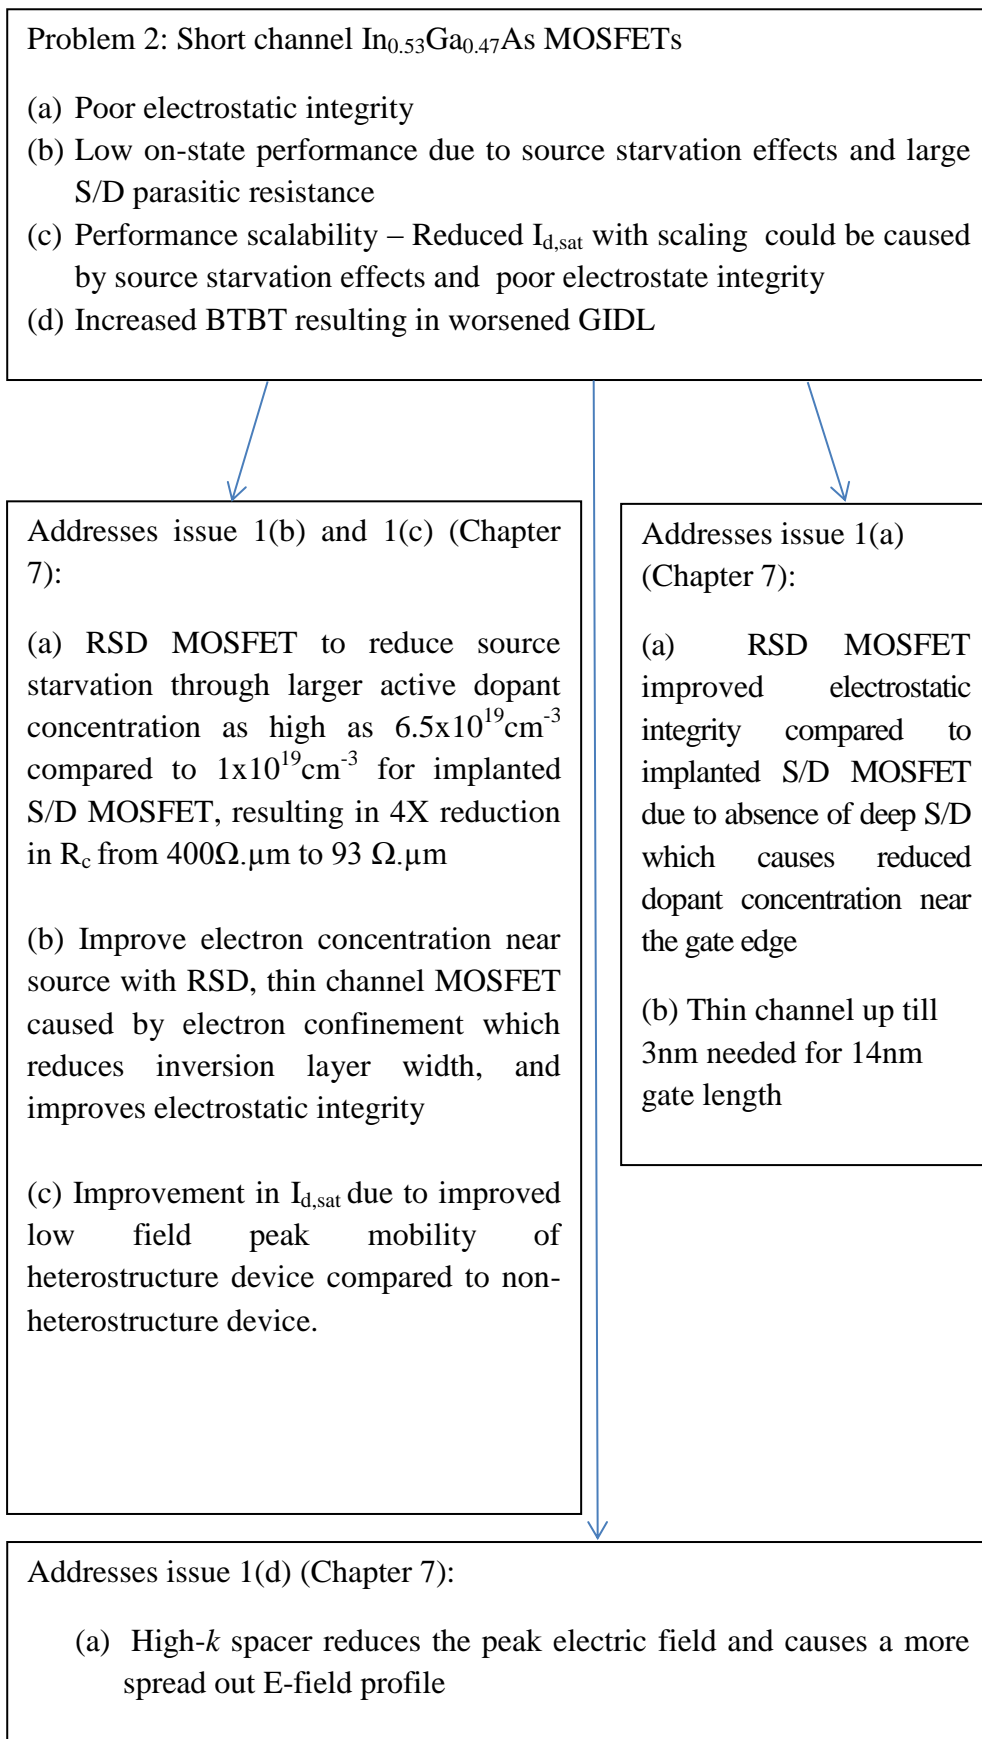 Problem 2: Short channel In₀.₅₃Ga₀.₄₇As MOSFETs
(a) Poor electrostatic integrity
(b) Low on-state performance due to source starvation effects and large
S/D parasitic resistance
(c) Performance scalability – Reduced I_d,sat with scaling could be caused
by source starvation effects and poor electrostate integrity
(d) Increased BTBT resulting in worsened GIDL
Addresses issue 1(b) and 1(c) (Chapter
7):
(a) RSD MOSFET to reduce source
starvation through larger active dopant
concentration as high as 6.5x10¹⁹cm⁻³
compared to 1x10¹⁹cm⁻³ for implanted
S/D MOSFET, resulting in 4X reduction
in R_c from 400Ω.µm to 93 Ω.µm
(b) Improve electron concentration near
source with RSD, thin channel MOSFET
caused by electron confinement which
reduces inversion layer width, and
improves electrostatic integrity
(c) Improvement in I_d,sat due to improved
low field peak mobility of
heterostructure device compared to non-
heterostructure device.
Addresses issue 1(a)
(Chapter 7):
(a) RSD MOSFET
improved electrostatic
integrity compared to
implanted S/D MOSFET
due to absence of deep S/D
which causes reduced
dopant concentration near
the gate edge
(b) Thin channel up till
3nm needed for 14nm
gate length
Addresses issue 1(d) (Chapter 7):
(a) High-k spacer reduces the peak electric field and causes a more
spread out E-field profile